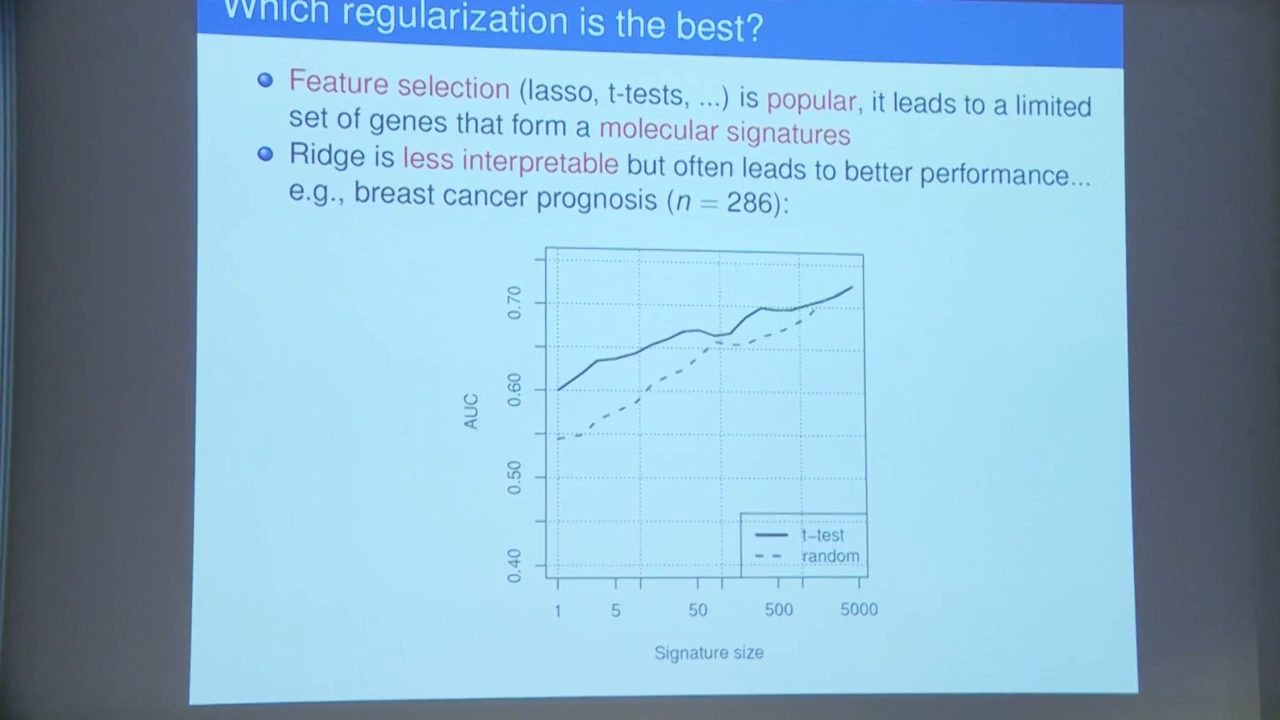 Which regularization is the best?
Feature selection (lasso, t-tests, ...) is popular, it leads to a limited
set of genes that form a molecular signatures
Ridge is less interpretable but often leads to better performance...
e.g., breast cancer prognosis (n = 286):
0.70
0.60
0.50
0.40
AUC
t-test
random
1 5 50 500 5000
Signature size